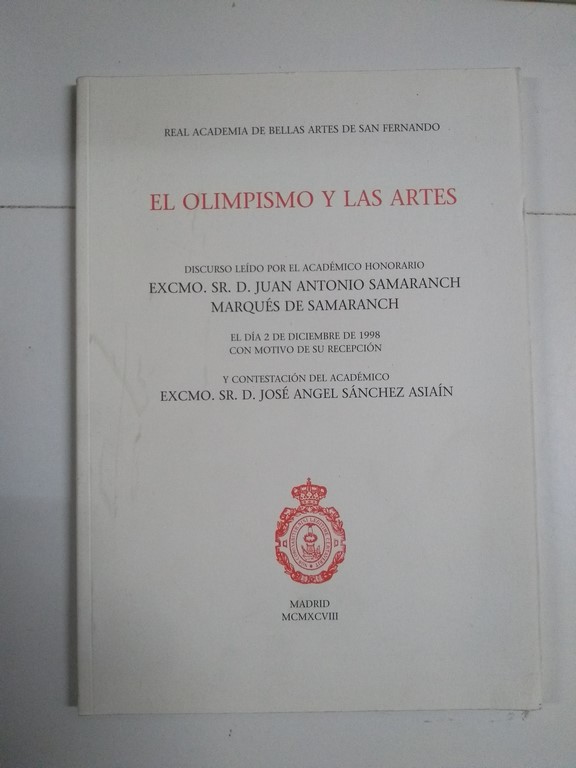 REAL ACADEMIA DE BELLAS ARTES DE SAN FERNANDO
EL OLIMPISMO Y LAS ARTES
DISCURSO LEÍDO POR EL ACADÉMICO HONORARIO
EXCMO. SR. D. JUAN ANTONIO SAMARANCH
MARQUÉS DE SAMARANCH
EL DÍA 2 DE DICIEMBRE DE 1998
CON MOTIVO DE SU RECEPCIÓN
Y CONTESTACIÓN DEL ACADÉMICO
EXCMO. SR. D. JOSÉ ANGEL SÁNCHEZ ASIAÍN
MADRID
MCMXCVIII